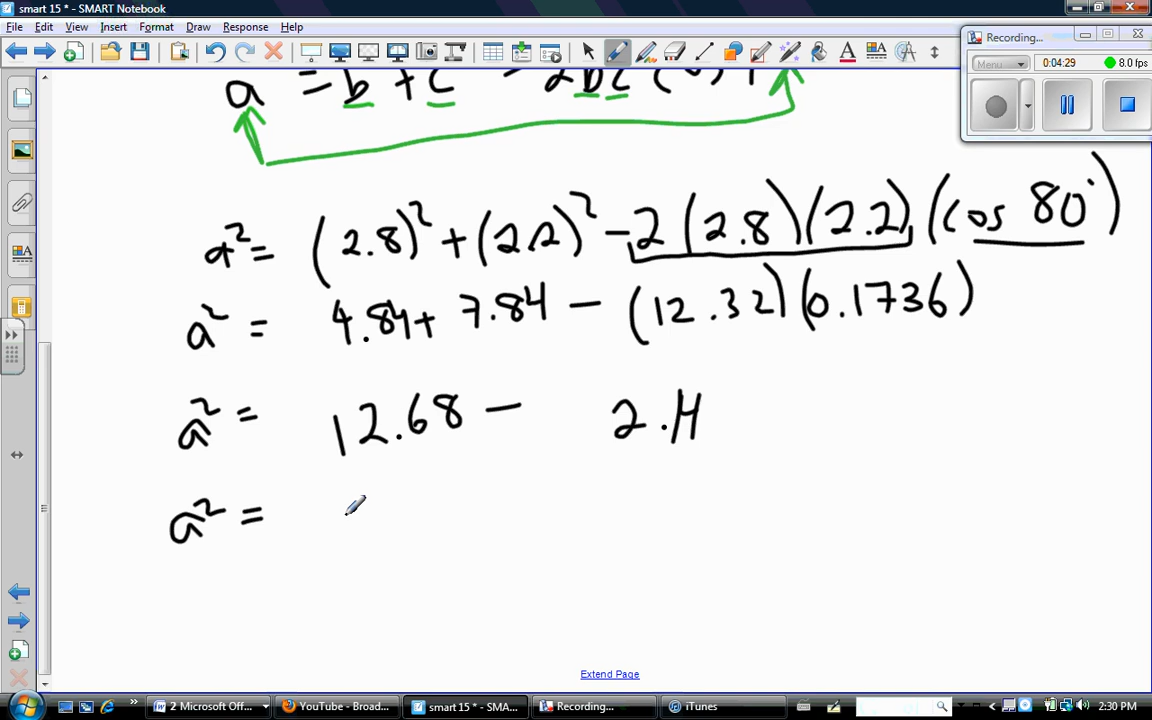 smart 15 * - SMART Notebook
File Edit View Insert Format Draw Response Help
Recording...
Menu 0:04:29 8.0 fps
a = b + c - 2bc (
a² = (2.8)² + (2.2)² - 2 (2.8)(2.2) (cos 80°)
a² = 4.84 + 7.84 - (12.32)(0.1736)
a² = 12.68 - 2.14
a² =
Extend Page
2 Microsoft Off... YouTube - Broad... smart 15 * - SMA... Recording... iTunes 2:30 PM